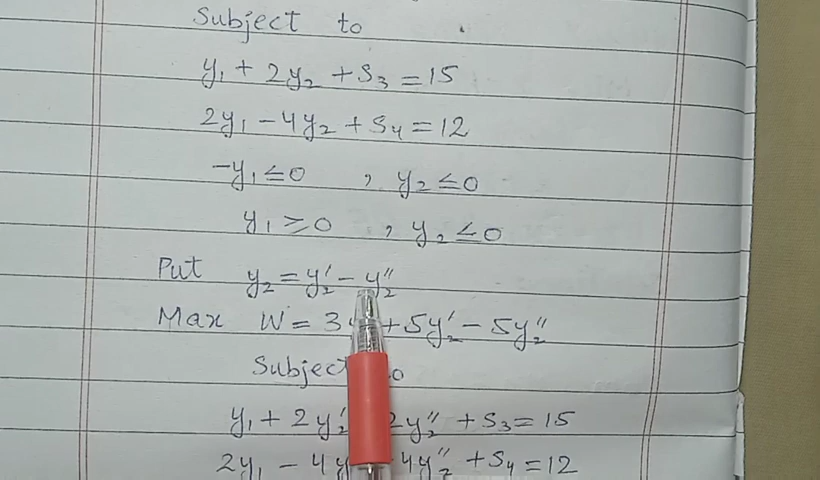 Subject to
y₁ + 2y₂ + S₃ = 15
2y₁ - 4y₂ + S₄ = 12
-y₁ ≤ 0 , y₂ ≤ 0
y₁ ≥ 0 , y₂ ≤ 0
Put y₂ = y₂′ - y₂″
Max W = 3 + 5y₂′ - 5y₂″
Subject to
y₁ + 2y₂′ 2y₂″ + S₃ = 15
2y₁ - 4y 4y₂″ + S₄ = 12